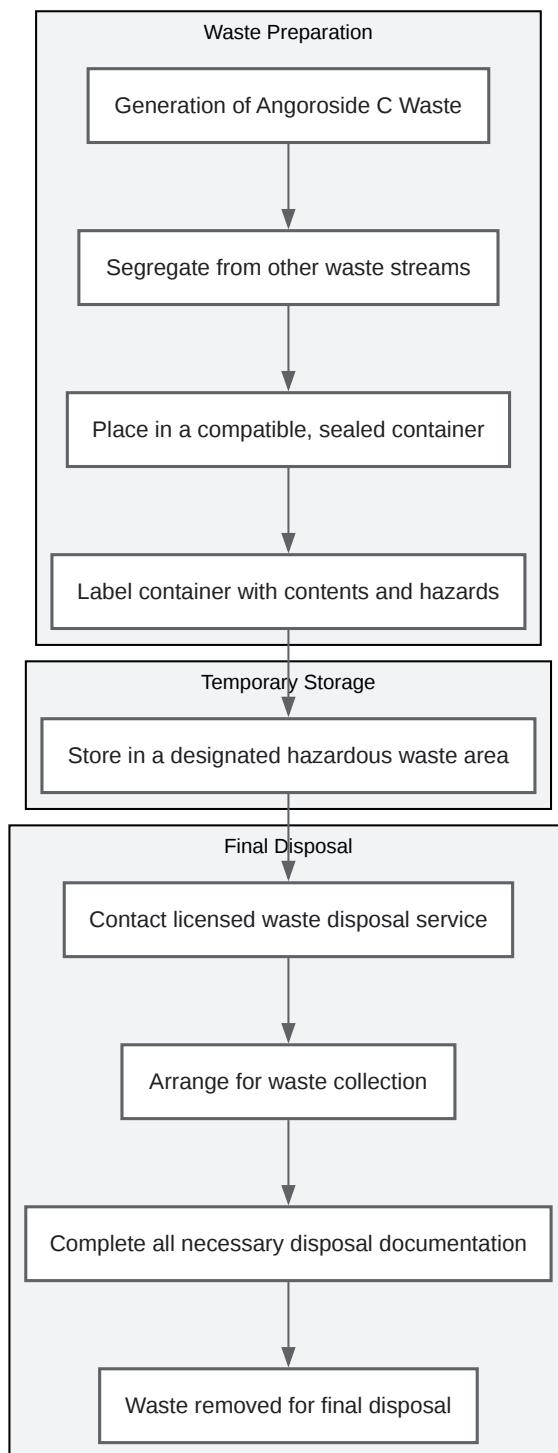 Waste Preparation
Generation of Angoroside C Waste
Segregate from other waste streams
Place in a compatible, sealed container
Label container with contents and hazards
Temporary Storage
Store in a designated hazardous waste area
Final Disposal
Contact licensed waste disposal service
Arrange for waste collection
Complete all necessary disposal documentation
Waste removed for final disposal